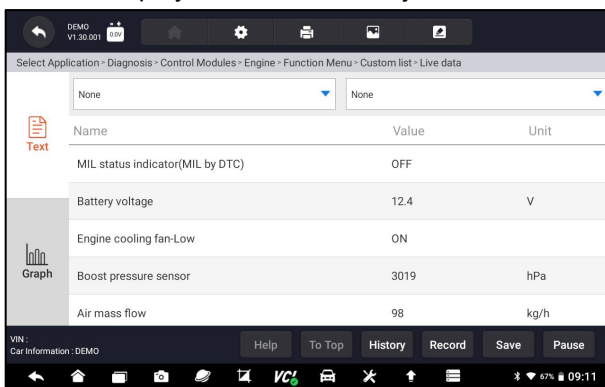 DEMO
V1.30.001 0.0V
Select Application > Diagnosis > Control Modules > Engine > Function Menu > Custom list > Live data
None None
Text
Name Value Unit
MIL status indicator(MIL by DTC) OFF
Battery voltage 12.4 V
Engine cooling fan-Low ON
Graph
Boost pressure sensor 3019 hPa
Air mass flow 98 kg/h
VIN :
Car Information : DEMO
Help To Top History Record Save Pause
VCI 67% 09:11